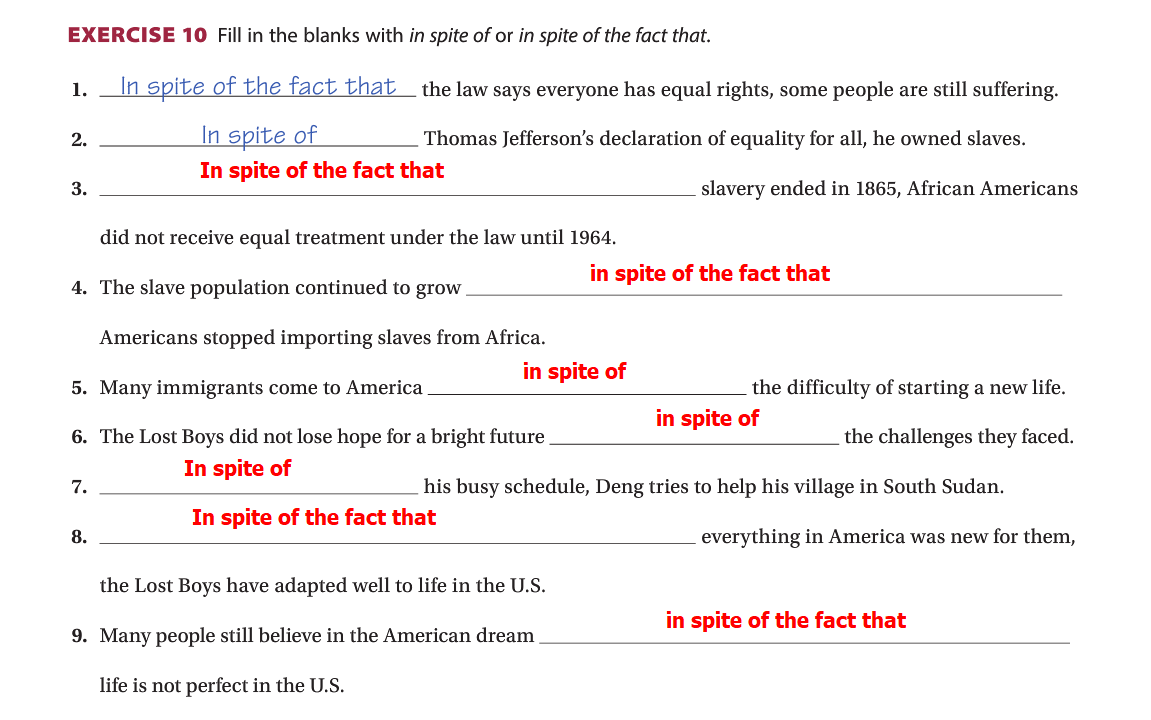 EXERCISE 10 Fill in the blanks with in spite of or in spite of the fact that.
1. In spite of the fact that the law says everyone has equal rights, some people are still suffering.
2. In spite of Thomas Jefferson's declaration of equality for all, he owned slaves.
3. In spite of the fact that slavery ended in 1865, African Americans
did not receive equal treatment under the law until 1964.
4. The slave population continued to grow in spite of the fact that
Americans stopped importing slaves from Africa.
5. Many immigrants come to America in spite of the difficulty of starting a new life.
6. The Lost Boys did not lose hope for a bright future in spite of the challenges they faced.
7. In spite of his busy schedule, Deng tries to help his village in South Sudan.
8. In spite of the fact that everything in America was new for them,
the Lost Boys have adapted well to life in the U.S.
9. Many people still believe in the American dream in spite of the fact that
life is not perfect in the U.S.